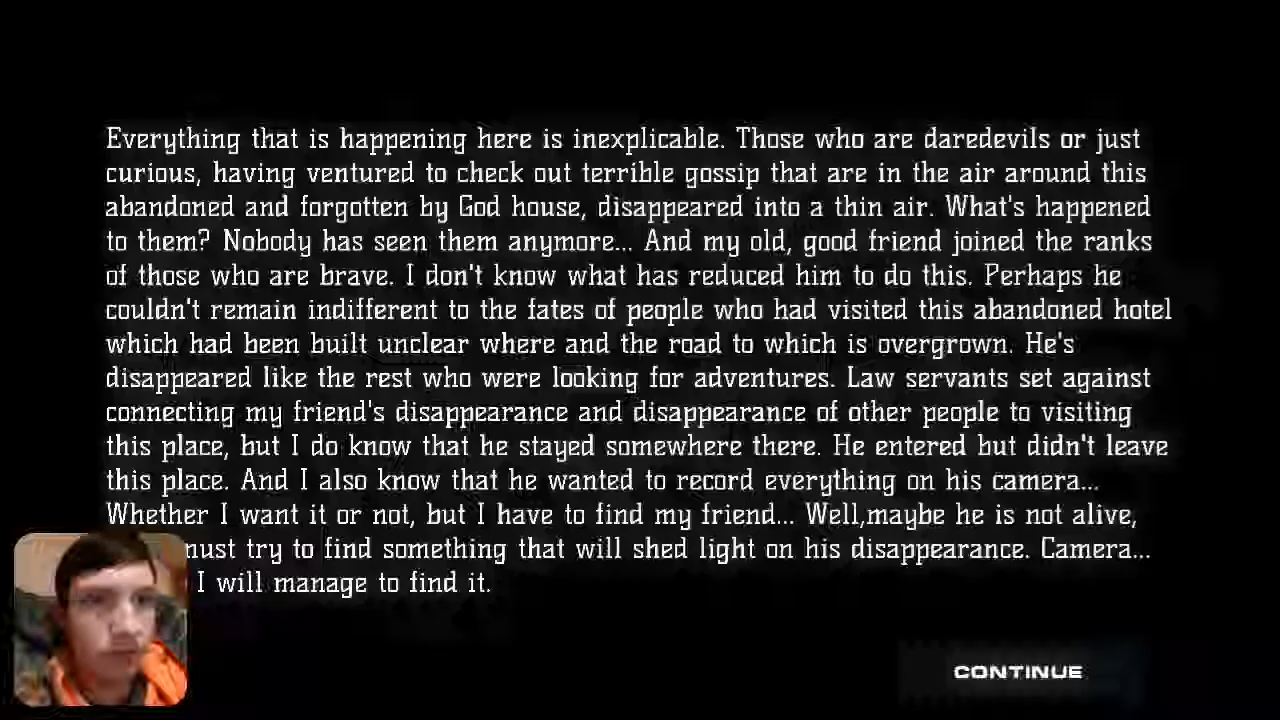 Everything that is happening here is inexplicable. Those who are daredevils or just
curious, having ventured to check out terrible gossip that are in the air around this
abandoned and forgotten by God house, disappeared into a thin air. What's happened
to them? Nobody has seen them anymore... And my old, good friend joined the ranks
of those who are brave. I don't know what has reduced him to do this. Perhaps he
couldn't remain indifferent to the fates of people who had visited this abandoned hotel
which had been built unclear where and the road to which is overgrown. He's
disappeared like the rest who were looking for adventures. Law servants set against
connecting my friend's disappearance and disappearance of other people to visiting
this place, but I do know that he stayed somewhere there. He entered but didn't leave
this place. And I also know that he wanted to record everything on his camera...
Whether I want it or not, but I have to find my friend... Well,maybe he is not alive,
must try to find something that will shed light on his disappearance. Camera...
I will manage to find it.
CONTINUE